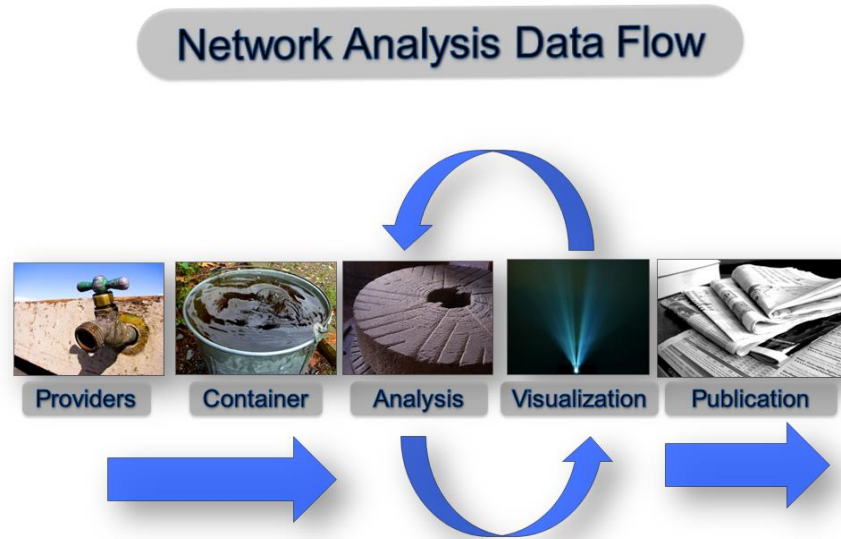 Network Analysis Data Flow
Providers
Container
Analysis
Visualization
Publication